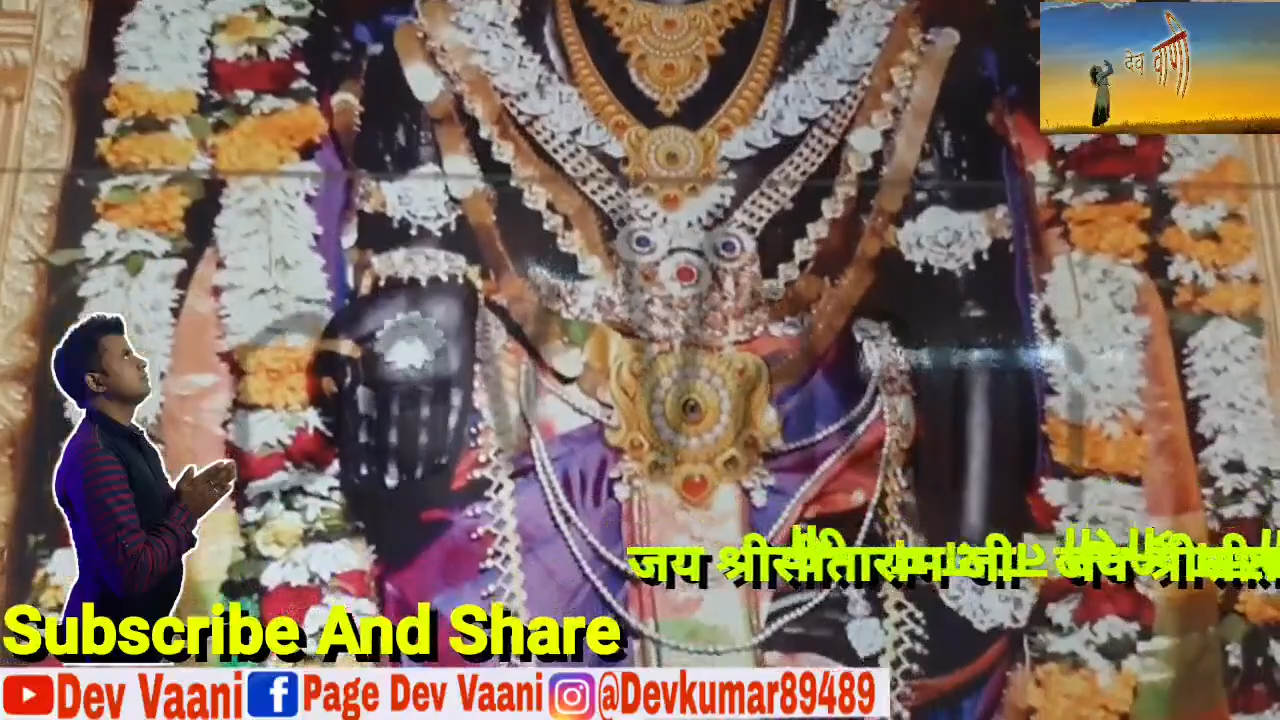 देव वाणी
जय श्रीसीताराम जी
Subscribe And Share
Dev Vaani Page Dev Vaani @Devkumar89489